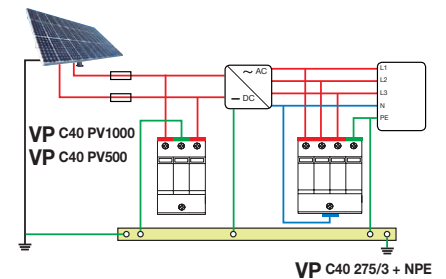 ~ AC
— DC
L1
L2
L3
N
PE
VP C40 PV1000
VP C40 PV500
VP C40 275/3 + NPE